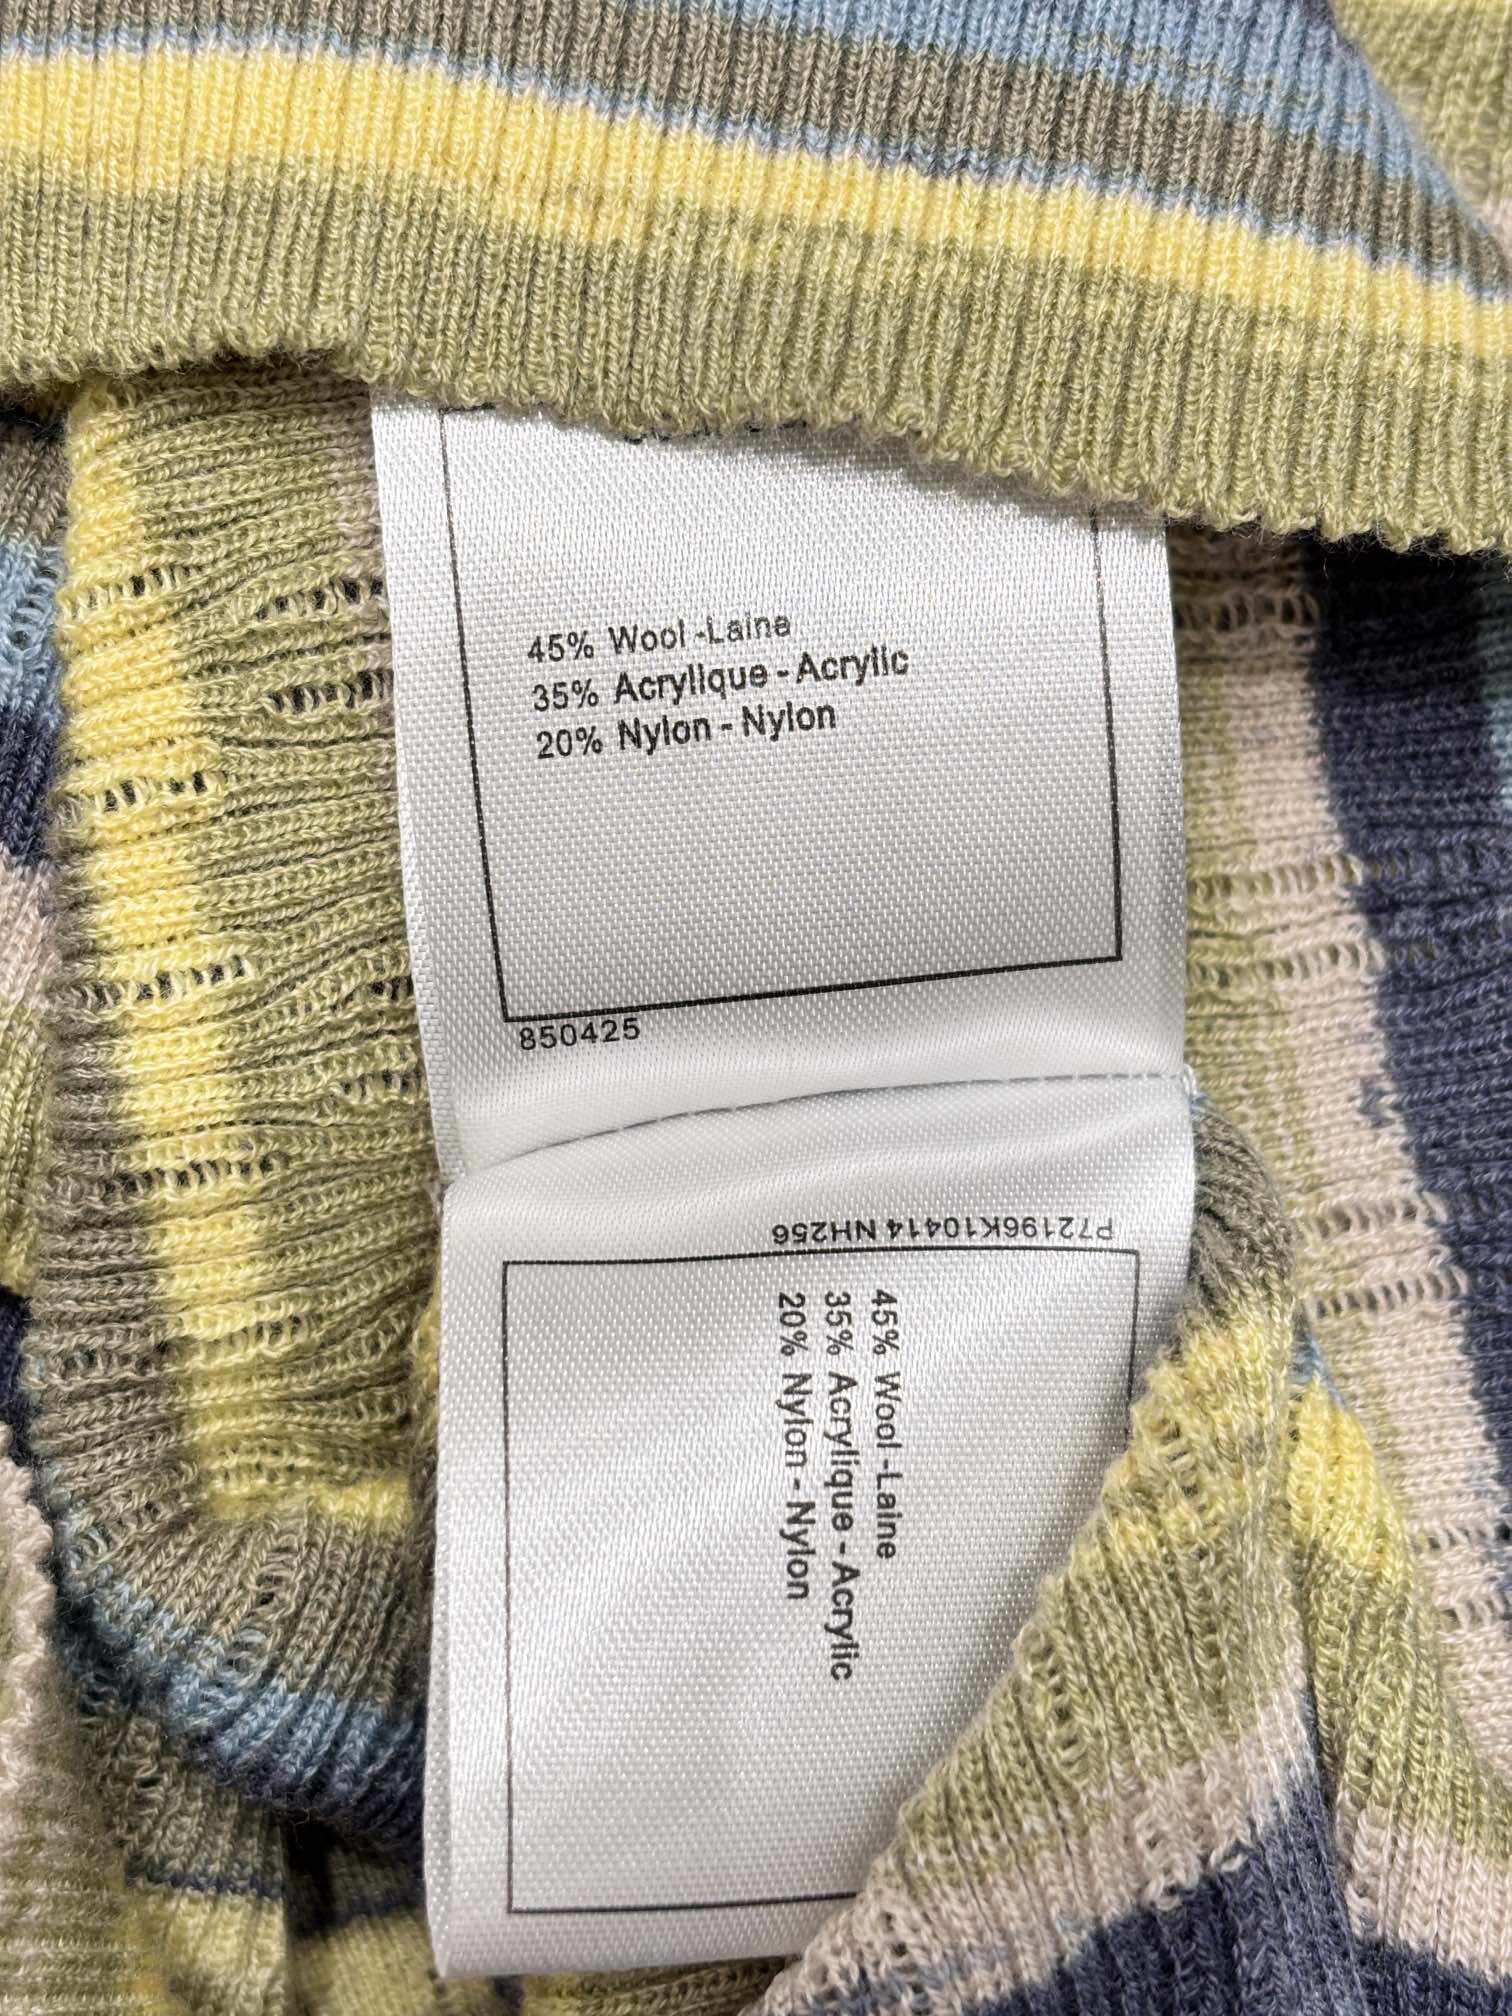 45% Wool -Laine
35% Acrylique - Acrylic
20% Nylon - Nylon
850425
P72196K10414 NH256
45% Wool -Laine
35% Acrylique - Acrylic
20% Nylon - Nylon